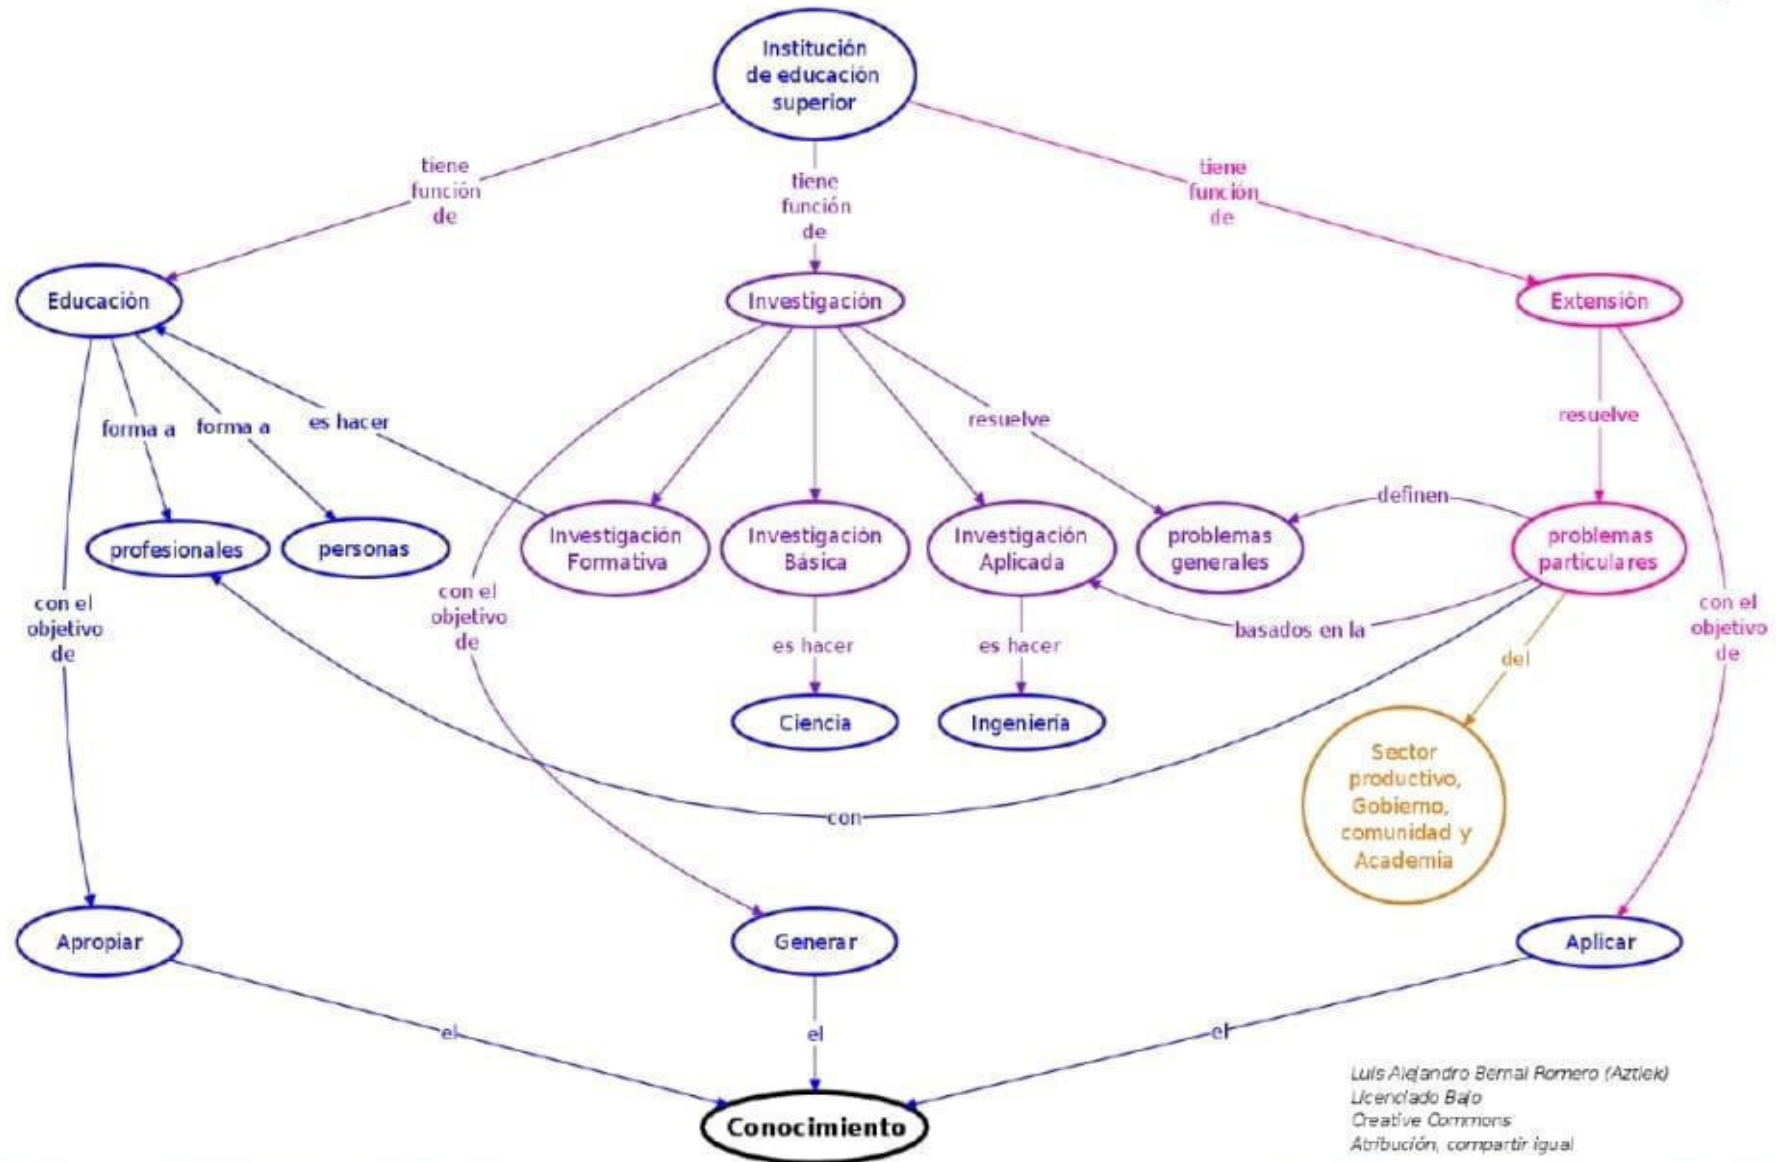 Institución
de educación
superior
tiene
función
de
tiene
función
de
tiene
función
de
Educación
Investigación
Extensión
forma a
forma a
es hacer
resuelve
resuelve
definen
profesionales
personas
Investigación
Formativa
Investigación
Básica
Investigación
Aplicada
problemas
generales
problemas
particulares
con el
objetivo
de
con el
objetivo
de
con el
objetivo
de
es hacer
es hacer
basados en la
del
Ciencia
Ingeniería
Sector
productivo,
Gobierno,
comunidad y
Academia
con
Apropiar
Generar
Aplicar
el
el
el
Conocimiento
Luis Alejandro Bernal Romero (Aztlek)
Licenciado Bajo
Creative Commons
Atribución, compartir igual